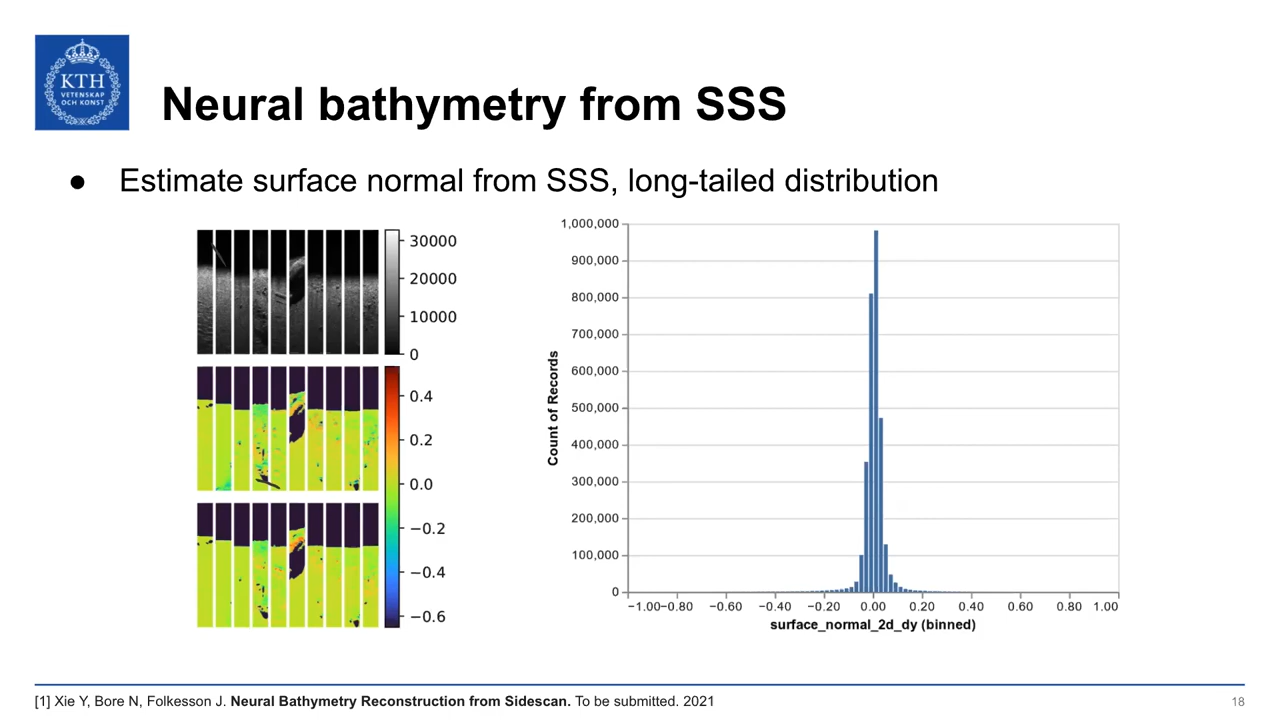 KTH
VETENSKAP
OCH KONST
Neural bathymetry from SSS
● Estimate surface normal from SSS, long-tailed distribution
30000
20000
10000
0
0.4
0.2
0.0
−0.2
−0.4
−0.6
1,000,000
900,000
800,000
700,000
600,000
500,000
400,000
300,000
200,000
100,000
0
Count of Records
−1.00 −0.80 −0.60 −0.40 −0.20 0.00 0.20 0.40 0.60 0.80 1.00
surface_normal_2d_dy (binned)
[1] Xie Y, Bore N, Folkesson J. Neural Bathymetry Reconstruction from Sidescan. To be submitted. 2021
18